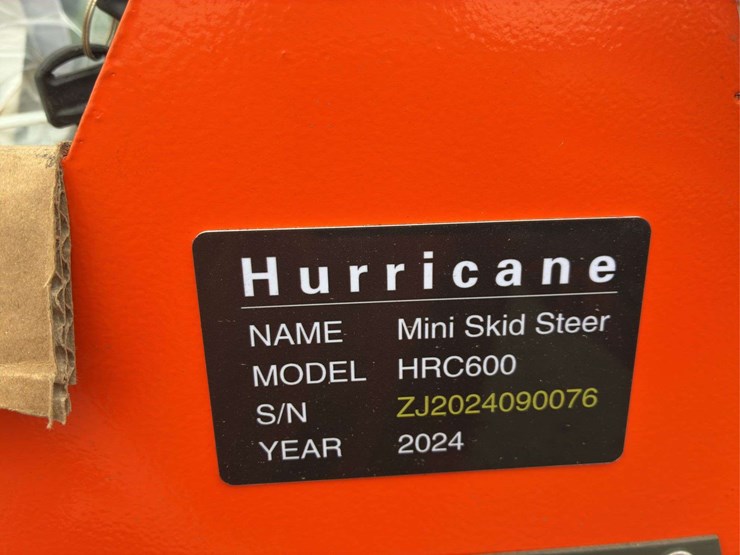 Hurricane
NAME Mini Skid Steer
MODEL HRC600
S/N ZJ2024090076
YEAR 2024